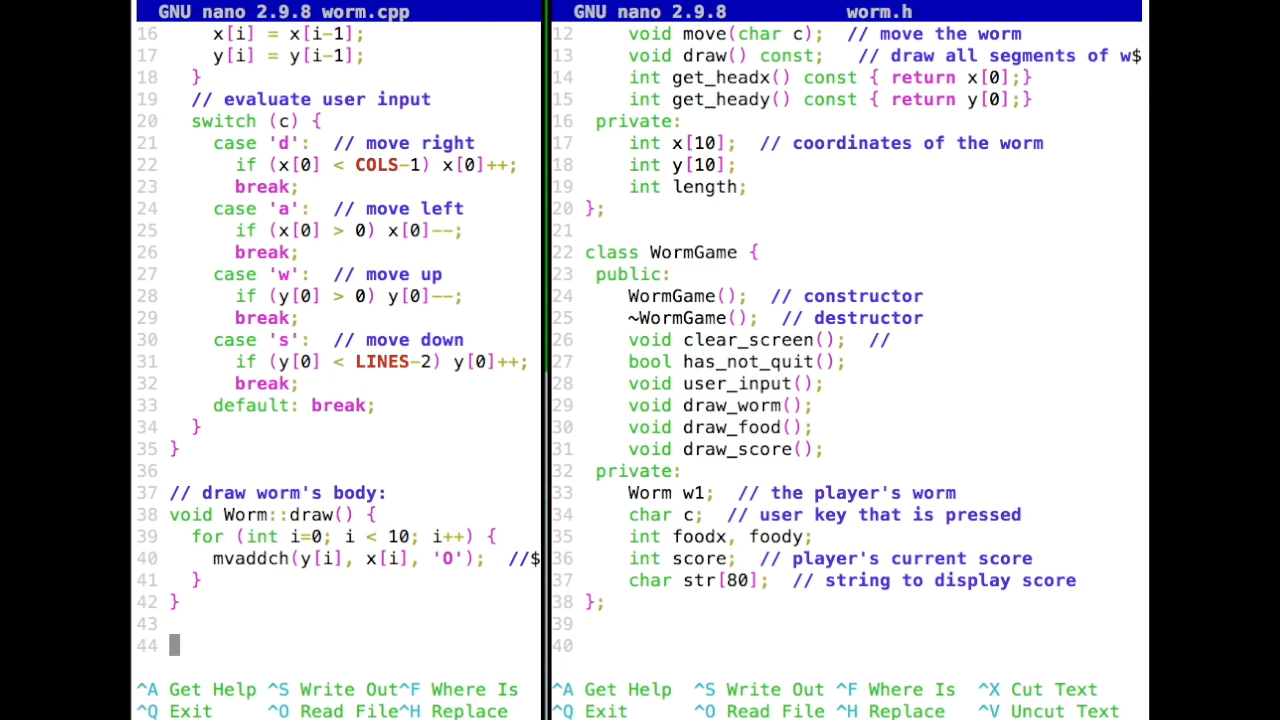 GNU nano 2.9.8 worm.cpp
16 x[i] = x[i-1];
17 y[i] = y[i-1];
18 }
19 // evaluate user input
20 switch (c) {
21 case 'd': // move right
22 if (x[0] < COLS-1) x[0]++;
23 break;
24 case 'a': // move left
25 if (x[0] > 0) x[0]--;
26 break;
27 case 'w': // move up
28 if (y[0] > 0) y[0]--;
29 break;
30 case 's': // move down
31 if (y[0] < LINES-2) y[0]++;
32 break;
33 default: break;
34 }
35 }
36
37 // draw worm's body:
38 void Worm::draw() {
39 for (int i=0; i < 10; i++) {
40 mvaddch(y[i], x[i], 'O'); //$
41 }
42 }
43
44
^A Get Help ^S Write Out^F Where Is
^Q Exit ^O Read File^H Replace
GNU nano 2.9.8 worm.h
12 void move(char c); // move the worm
13 void draw() const; // draw all segments of w$
14 int get_headx() const { return x[0];}
15 int get_heady() const { return y[0];}
16 private:
17 int x[10]; // coordinates of the worm
18 int y[10];
19 int length;
20 };
21
22 class WormGame {
23 public:
24 WormGame(); // constructor
25 ~WormGame(); // destructor
26 void clear_screen(); //
27 bool has_not_quit();
28 void user_input();
29 void draw_worm();
30 void draw_food();
31 void draw_score();
32 private:
33 Worm w1; // the player's worm
34 char c; // user key that is pressed
35 int foodx, foody;
36 int score; // player's current score
37 char str[80]; // string to display score
38 };
39
40
^A Get Help ^S Write Out ^F Where Is ^X Cut Text
^Q Exit ^O Read File ^H Replace ^V Uncut Text